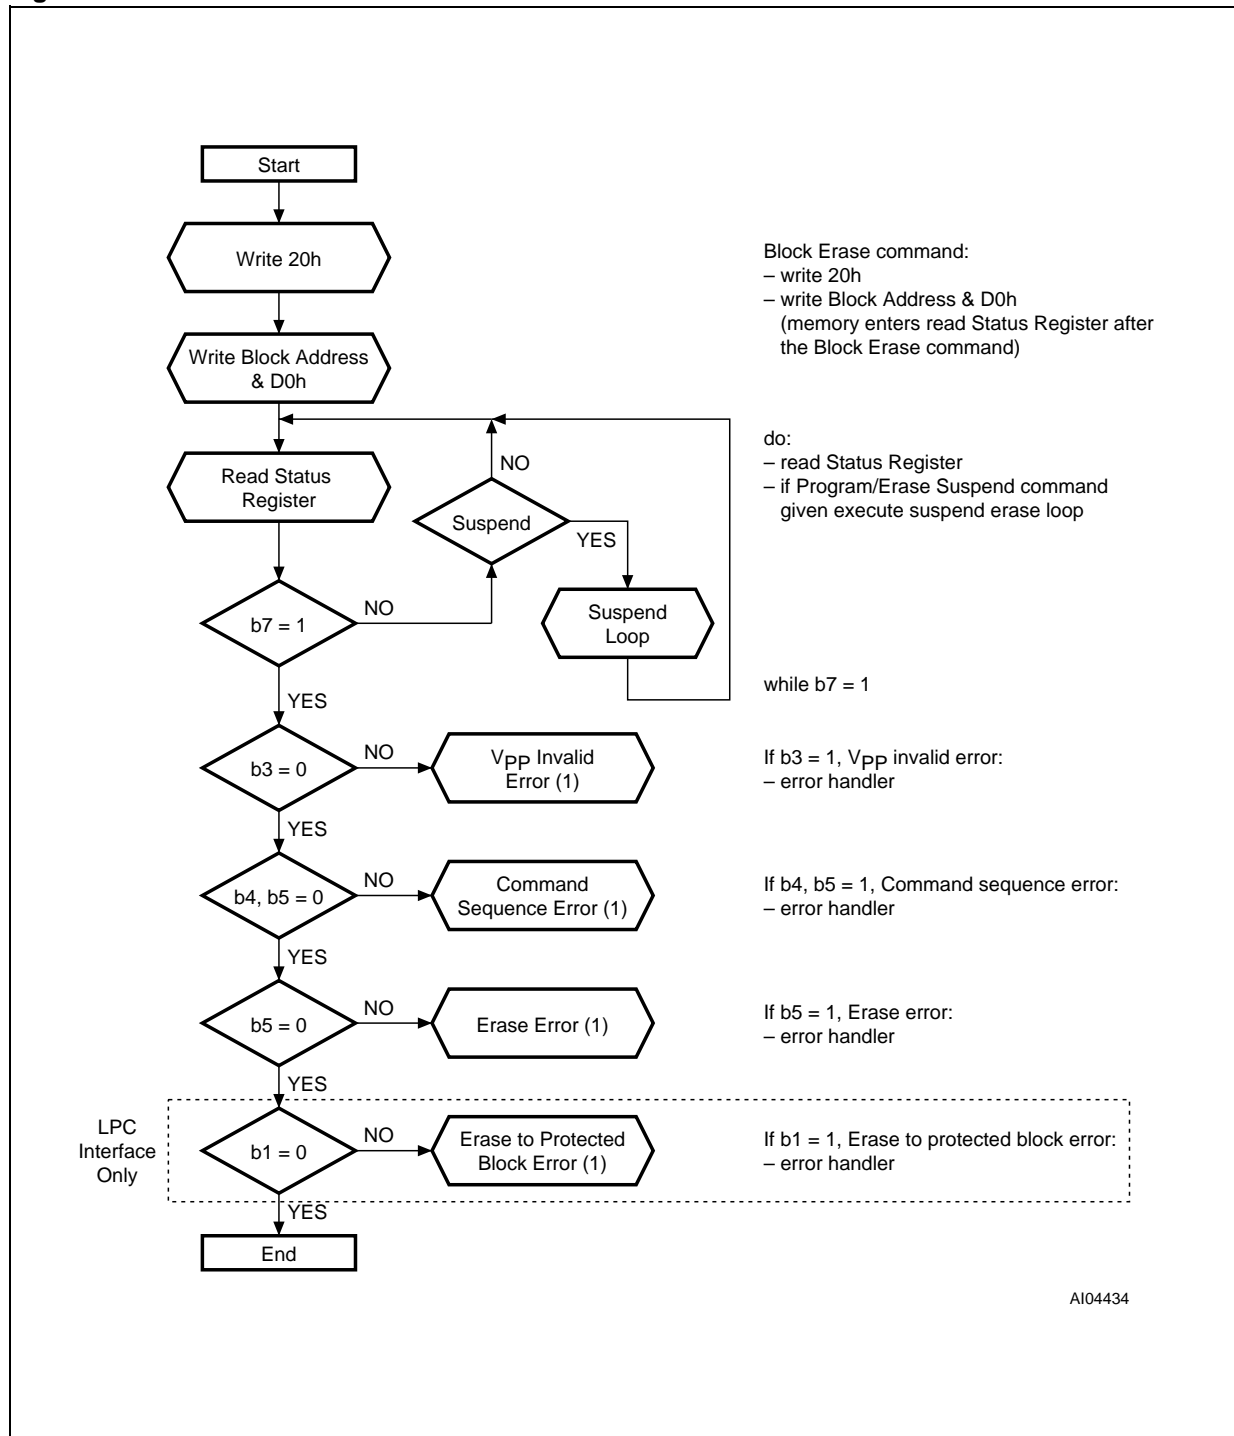 Start
Write 20h
Block Erase command:
– write 20h
– write Block Address & D0h
(memory enters read Status Register after
the Block Erase command)
Write Block Address
& D0h
do:
– read Status Register
– if Program/Erase Suspend command
given execute suspend erase loop
Read Status
Register
NO
Suspend
YES
b7 = 1
NO
Suspend
Loop
while b7 = 1
YES
b3 = 0
NO
VPP Invalid
Error (1)
If b3 = 1, VPP invalid error:
– error handler
YES
b4, b5 = 0
NO
Command
Sequence Error (1)
If b4, b5 = 1, Command sequence error:
– error handler
YES
b5 = 0
NO
Erase Error (1)
If b5 = 1, Erase error:
– error handler
YES
LPC
Interface
Only
b1 = 0
NO
Erase to Protected
Block Error (1)
If b1 = 1, Erase to protected block error:
– error handler
YES
End
AI04434